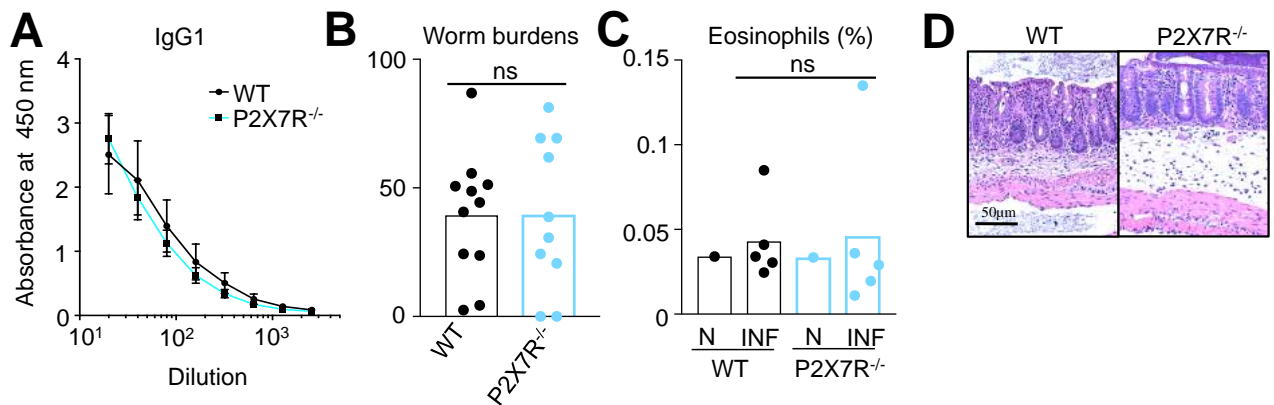 A
IgG1
Absorbance at 450 nm
4
3
2
1
0
10¹
10²
10³
Dilution
WT
P2X7R⁻/⁻
B
Worm burdens
ns
100
50
0
WT
P2X7R⁻/⁻
C
Eosinophils (%)
ns
0.15
0.1
0.05
0
N INF N INF
WT P2X7R⁻/⁻
D
WT P2X7R⁻/⁻
50μm